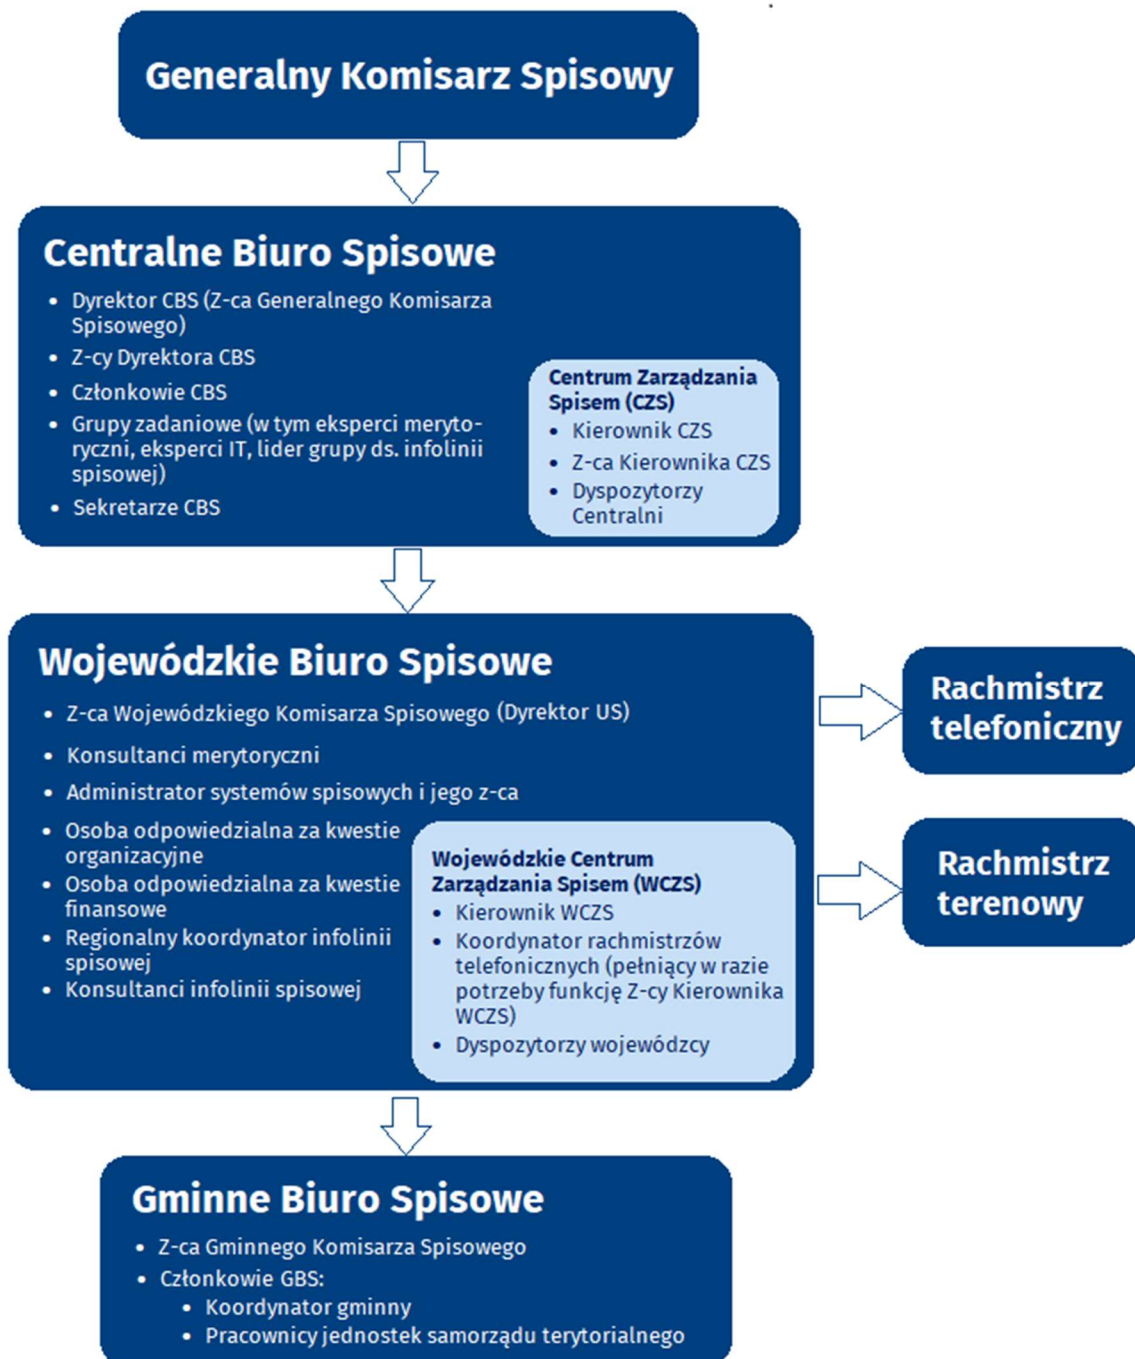 Generalny Komisarz Spisowy
Centralne Biuro Spisowe
• Dyrektor CBS (Z-ca Generalnego Komisarza
Spisowego)
• Z-cy Dyrektora CBS
• Członkowie CBS
• Grupy zadaniowe (w tym eksperci meryto-
ryczni, eksperci IT, lider grupy ds. infolinii
spisowej)
• Sekretarze CBS
Centrum Zarządzania
Spisem (CZS)
• Kierownik CZS
• Z-ca Kierownika CZS
• Dyspozytorzy
Centralni
Wojewódzkie Biuro Spisowe
• Z-ca Wojewódzkiego Komisarza Spisowego (Dyrektor US)
• Konsultanci merytoryczni
• Administrator systemów spisowych i jego z-ca
• Osoba odpowiedzialna za kwestie
organizacyjne
• Osoba odpowiedzialna za kwestie
finansowe
• Regionalny koordynator infolinii
spisowej
• Konsultanci infolinii spisowej
Wojewódzkie Centrum
Zarządzania Spisem (WCZS)
• Kierownik WCZS
• Koordynator rachmistrzów
telefonicznych (pełniący w razie
potrzeby funkcję Z-cy Kierownika
WCZS)
• Dyspozytorzy wojewódzcy
Rachmistrz
telefoniczny
Rachmistrz
terenowy
Gminne Biuro Spisowe
• Z-ca Gminnego Komisarza Spisowego
• Członkowie GBS:
• Koordynator gminny
• Pracownicy jednostek samorządu terytorialnego